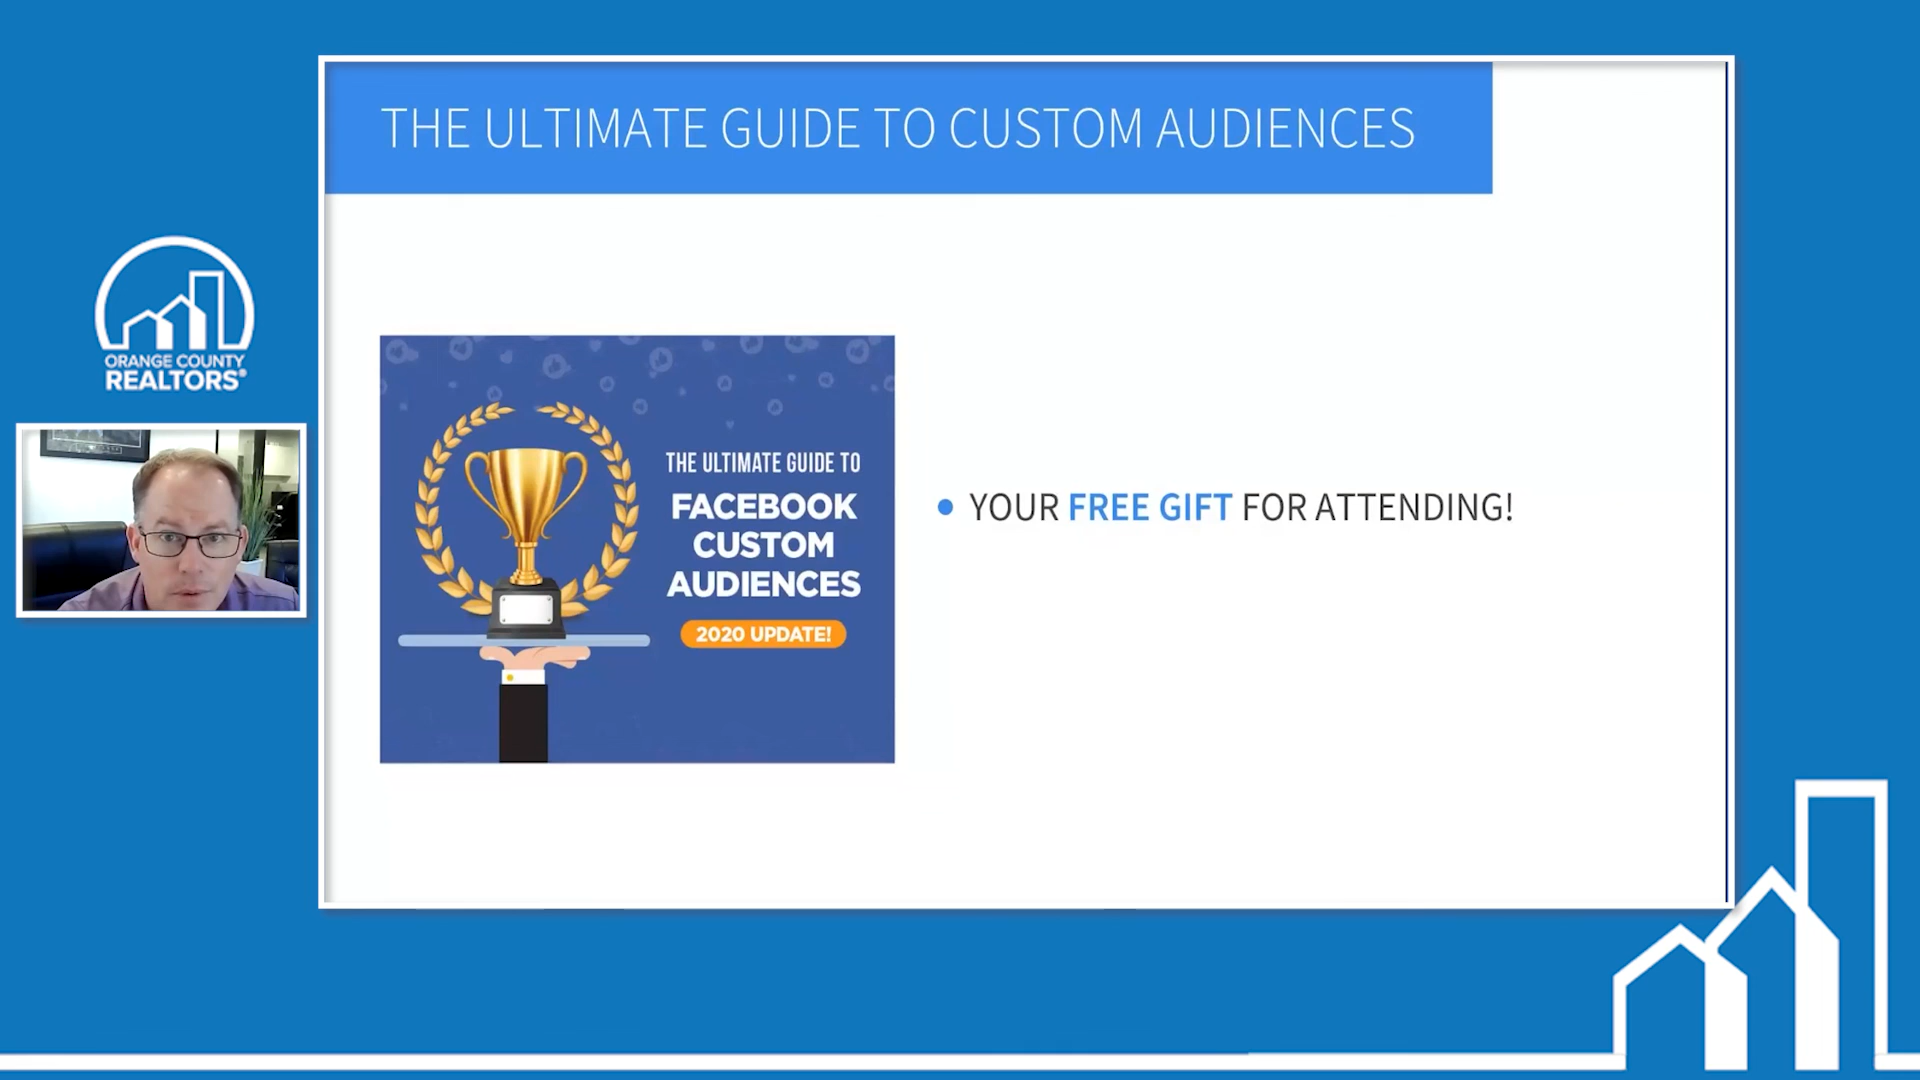 THE ULTIMATE GUIDE TO CUSTOM AUDIENCES
ORANGE COUNTY
REALTORS®
THE ULTIMATE GUIDE TO
FACEBOOK
CUSTOM
AUDIENCES
2020 UPDATE!
• YOUR FREE GIFT FOR ATTENDING!